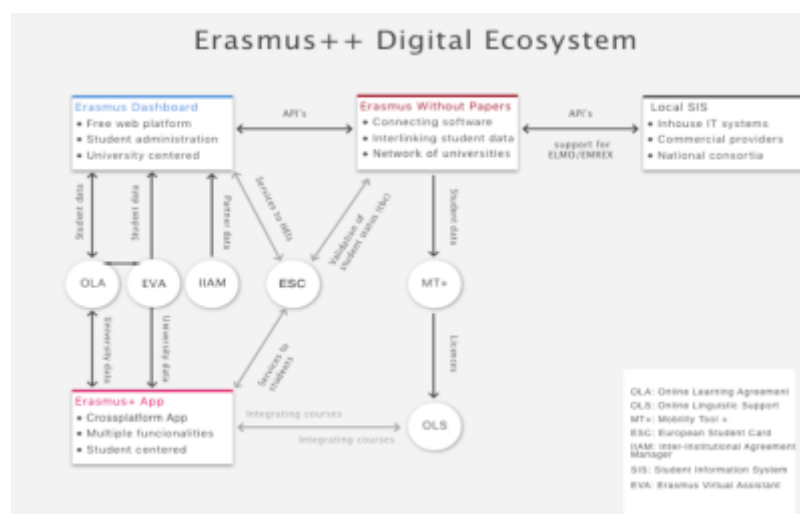 Erasmus++ Digital Ecosystem
Erasmus Dashboard
• Free web platform
• Student administration
• University centered
API's
Erasmus Without Papers
• Connecting software
• Interlinking student data
• Network of universities
API's
support for
ELMO/EMREX
Local SIS
• Inhouse IT systems
• Commercial providers
• National consortia
Student data
Student data
Partner data
Services to HEIs
Validation of
student status (tbc)
Student data
OLA
EVA
IIAM
ESC
MT+
University data
University data
Services to
students
Licences
Erasmus+ App
• Crossplatform App
• Multiple funcionalities
• Student centered
Integrating courses
Integrating courses
OLS
OLA: Online Learning Agreement
OLS: Online Linguistic Support
MT+: Mobility Tool +
ESC: European Student Card
IIAM: Inter-Institutional Agreement
Manager
SIS: Student Information System
EVA: Erasmus Virtual Assistant